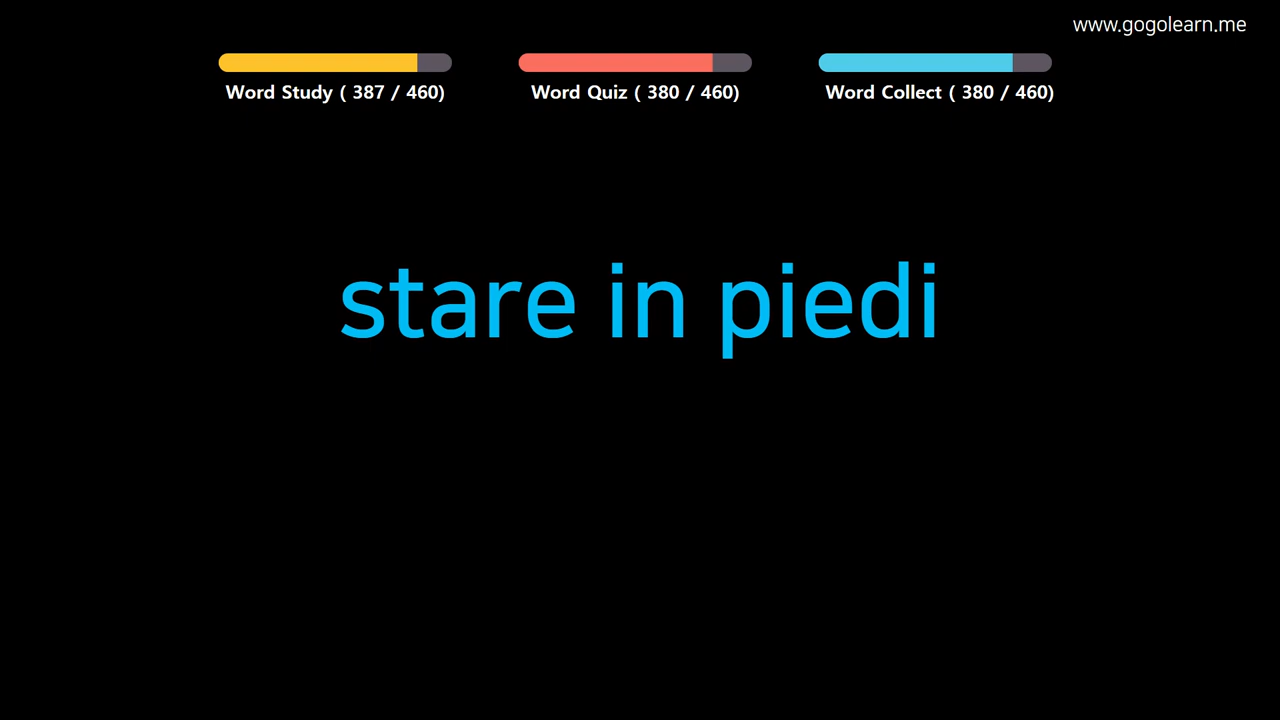 www.gogolearn.me
Word Study ( 387 / 460)
Word Quiz ( 380 / 460)
Word Collect ( 380 / 460)
stare in piedi